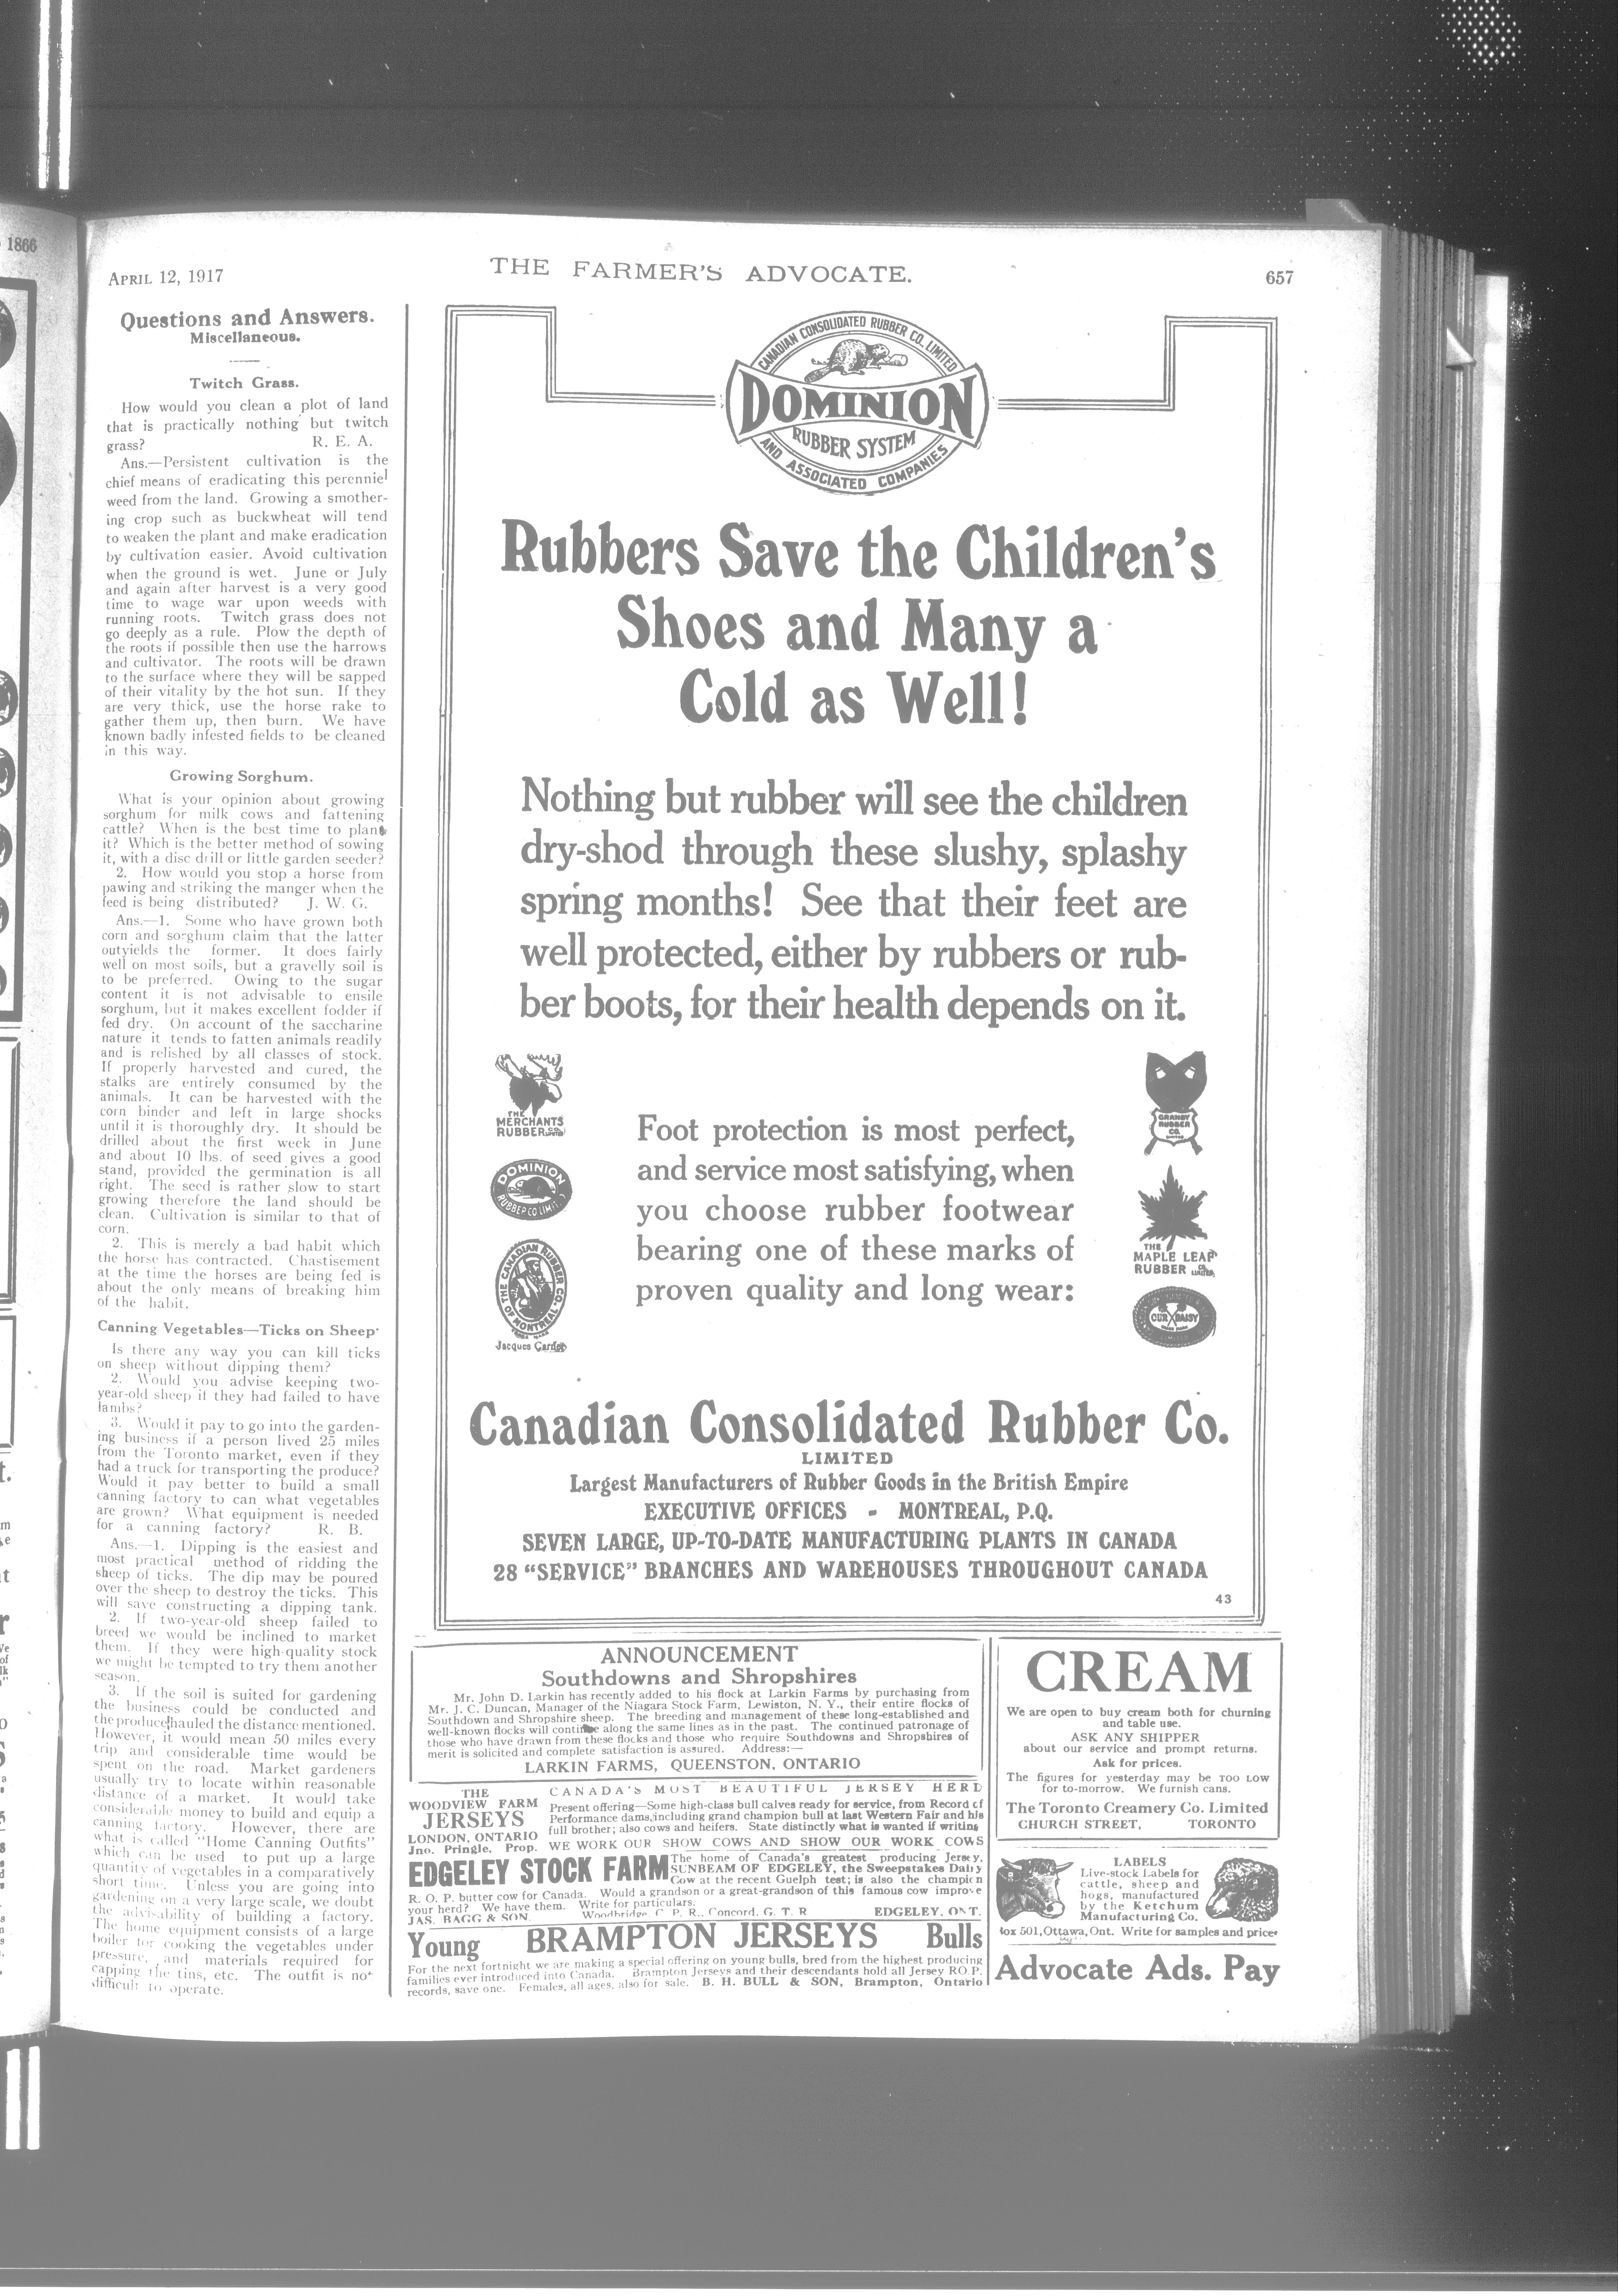 1866
APRIL 12, 1917
THE FARMER'S ADVOCATE.
657
Questions and Answers.
Miscellaneous.
Twitch Grass.
How would you clean a plot of land
that is practically nothing but twitch
grass? R. E. A.
Ans.—Persistent cultivation is the
chief means of eradicating this perenniel
weed from the land. Growing a smother-
ing crop such as buckwheat will tend
to weaken the plant and make eradication
by cultivation easier. Avoid cultivation
when the ground is wet. June or July
and again after harvest is a very good
time to wage war upon weeds with
running roots. Twitch grass does not
go deeply as a rule. Plow the depth of
the roots if possible then use the harrows
and cultivator. The roots will be drawn
to the surface where they will be sapped
of their vitality by the hot sun. If they
are very thick, use the horse rake to
gather them up, then burn. We have
known badly infested fields to be cleaned
in this way.
Growing Sorghum.
What is your opinion about growing
sorghum for milk cows and fattening
cattle? When is the best time to plant
it? Which is the better method of sowing
it, with a disc drill or little garden seeder?
2. How would you stop a horse from
pawing and striking the manger when the
feed is being distributed? J. W. G.
Ans.—1. Some who have grown both
corn and sorghum claim that the latter
outyields the former. It does fairly
well on most soils, but a gravelly soil is
to be preferred. Owing to the sugar
content it is not advisable to ensile
sorghum, but it makes excellent fodder if
fed dry. On account of the saccharine
nature it tends to fatten animals readily
and is relished by all classes of stock.
If properly harvested and cured, the
stalks are entirely consumed by the
animals. It can be harvested with the
corn binder and left in large shocks
until it is thoroughly dry. It should be
drilled about the first week in June
and about 10 lbs. of seed gives a good
stand, provided the germination is all
right. The seed is rather slow to start
growing therefore the land should be
clean. Cultivation is similar to that of
corn.
2. This is merely a bad habit which
the horse has contracted. Chastisement
at the time the horses are being fed is
about the only means of breaking him
of the habit.
Canning Vegetables—Ticks on Sheep
Is there any way you can kill ticks
on sheep without dipping them?
2. Would you advise keeping two-
year-old sheep if they had failed to have
lambs?
3. Would it pay to go into the garden-
ing business if a person lived 25 miles
from the Toronto market, even if they
had a truck for transporting the produce?
Would it pay better to build a small
canning factory to can what vegetables
are grown? What equipment is needed
for a canning factory? R. B.
Ans.—1. Dipping is the easiest and
most practical method of ridding the
sheep of ticks. The dip may be poured
over the sheep to destroy the ticks. This
will save constructing a dipping tank.
2. If two-year-old sheep failed to
breed we would be inclined to market
them. If they were high-quality stock
we might be tempted to try them another
season.
3. If the soil is suited for gardening
the business could be conducted and
the produce hauled the distance mentioned.
However, it would mean 50 miles every
trip and considerable time would be
spent on the road. Market gardeners
usually try to locate within reasonable
distance of a market. It would take
considerable money to build and equip a
canning factory. However, there are
what is called "Home Canning Outfits"
which can be used to put up a large
quantity of vegetables in a comparatively
short time. Unless you are going into
gardening on a very large scale, we doubt
the advisability of building a factory.
The home equipment consists of a large
boiler for cooking the vegetables under
pressure, and materials required for
capping the tins, etc. The outfit is not
difficult to operate.
CANADIAN CONSOLIDATED RUBBER CO. LIMITED
DOMINION
RUBBER SYSTEM
AND ASSOCIATED COMPANIES
Rubbers Save the Children's
Shoes and Many a
Cold as Well!
Nothing but rubber will see the children
dry-shod through these slushy, splashy
spring months! See that their feet are
well protected, either by rubbers or rub-
ber boots, for their health depends on it.
THE
MERCHANTS
RUBBER CO. LIMITED
DOMINION
RUBBER CO LIMITED
THE CANADIAN RUBBER CO.
OF MONTREAL
Jacques Cartier
Foot protection is most perfect,
and service most satisfying, when
you choose rubber footwear
bearing one of these marks of
proven quality and long wear:
GRANBY
RUBBER
CO.
LIMITED
THE
MAPLE LEAF
RUBBER CO. LIMITED
OUR DAISY
Canadian Consolidated Rubber Co.
LIMITED
Largest Manufacturers of Rubber Goods in the British Empire
EXECUTIVE OFFICES - MONTREAL, P.Q.
SEVEN LARGE, UP-TO-DATE MANUFACTURING PLANTS IN CANADA
28 "SERVICE" BRANCHES AND WAREHOUSES THROUGHOUT CANADA
43
ANNOUNCEMENT
Southdowns and Shropshires
Mr. John D. Larkin has recently added to his flock at Larkin Farms by purchasing from
Mr. J. C. Duncan, Manager of the Niagara Stock Farm, Lewiston, N. Y., their entire flocks of
Southdown and Shropshire sheep. The breeding and management of these long-established and
well-known flocks will continue along the same lines as in the past. The continued patronage of
those who have drawn from these flocks and those who require Southdowns and Shropshires of
merit is solicited and complete satisfaction is assured. Address:—
LARKIN FARMS, QUEENSTON, ONTARIO
THE
WOODVIEW FARM
JERSEYS
LONDON, ONTARIO
Jno. Pringle, Prop.
CANADA'S MOST BEAUTIFUL JERSEY HERD
Present offering—Some high-class bull calves ready for service, from Record of
Performance dams, including grand champion bull at last Western Fair and his
full brother; also cows and heifers. State distinctly what is wanted if writing
WE WORK OUR SHOW COWS AND SHOW OUR WORK COWS
EDGELEY STOCK FARM
The home of Canada's greatest producing Jersey,
SUNBEAM OF EDGELEY, the Sweepstakes Dairy
Cow at the recent Guelph test; is also the champion
R. O. P. butter cow for Canada. Would a grandson or a great-grandson of this famous cow improve
your herd? We have them. Write for particulars.
JAS. BAGG & SON. Woodbridge, C. P. R., Concord, G. T. R EDGELEY, ONT.
Young BRAMPTON JERSEYS Bulls
For the next fortnight we are making a special offering on young bulls, bred from the highest producing
families ever introduced into Canada. Brampton Jerseys and their descendants hold all Jersey RO.P.
records, save one. Females, all ages, also for sale. B. H. BULL & SON, Brampton, Ontario
CREAM
We are open to buy cream both for churning
and table use.
ASK ANY SHIPPER
about our service and prompt returns.
Ask for prices.
The figures for yesterday may be TOO LOW
for to-morrow. We furnish cans.
The Toronto Creamery Co. Limited
CHURCH STREET, TORONTO
LABELS
Live-stock Labels for
cattle, sheep and
hogs, manufactured
by the Ketchum
Manufacturing Co.
Box 501, Ottawa, Ont. Write for samples and prices
Advocate Ads. Pay